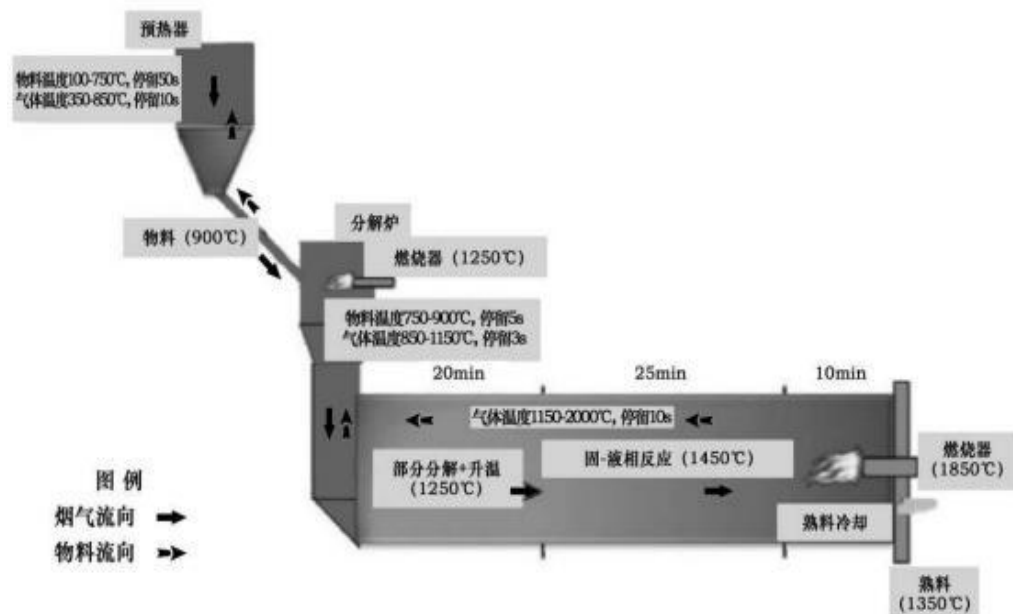 预热器
物料温度100-750℃, 停留50s
气体温度350-850℃, 停留10s
物料 (900℃)
分解炉
燃烧器 (1250℃)
物料温度750-900℃, 停留5s
气体温度850-1150℃, 停留3s
20min
25min
10min
气体温度1150-2000℃, 停留10s
部分分解+升温
(1250℃)
固-液相反应 (1450℃)
燃烧器
(1850℃)
熟料冷却
熟料
(1350℃)
图 例
烟气流向
物料流向